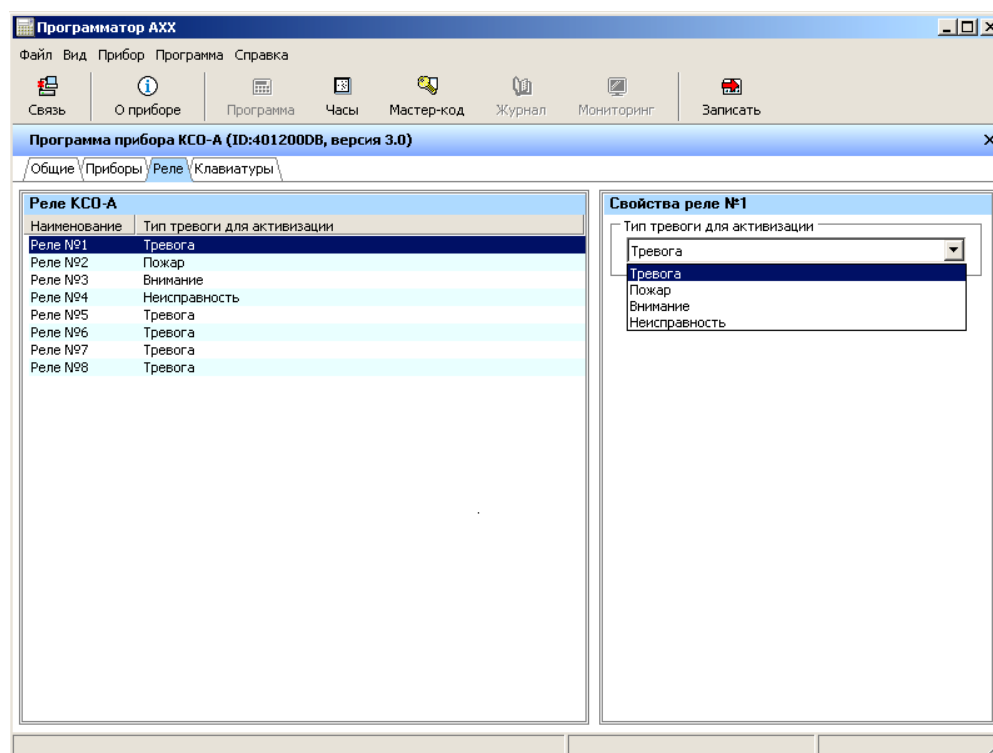 Программатор АХХ
Файл Вид Прибор Программа Справка
Связь О приборе Программа Часы Мастер-код Журнал Мониторинг Записать
Программа прибора КСО-А (ID:401200DB, версия 3.0)
Общие Приборы Реле Клавиатуры
Реле КСО-А
Наименование Тип тревоги для активизации
Реле №1 Тревога
Реле №2 Пожар
Реле №3 Внимание
Реле №4 Неисправность
Реле №5 Тревога
Реле №6 Тревога
Реле №7 Тревога
Реле №8 Тревога
Свойства реле №1
Тип тревоги для активизации
Тревога
Тревога
Пожар
Внимание
Неисправность